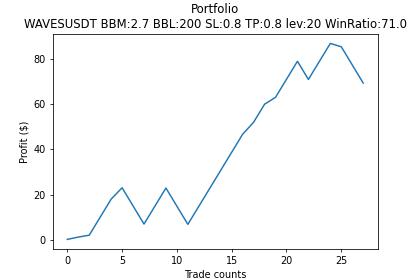 Portfolio
WAVESUSDT BBM:2.7 BBL:200 SL:0.8 TP:0.8 lev:20 WinRatio:71.0
80
60
40
20
0
Profit ($)
0 5 10 15 20 25
Trade counts